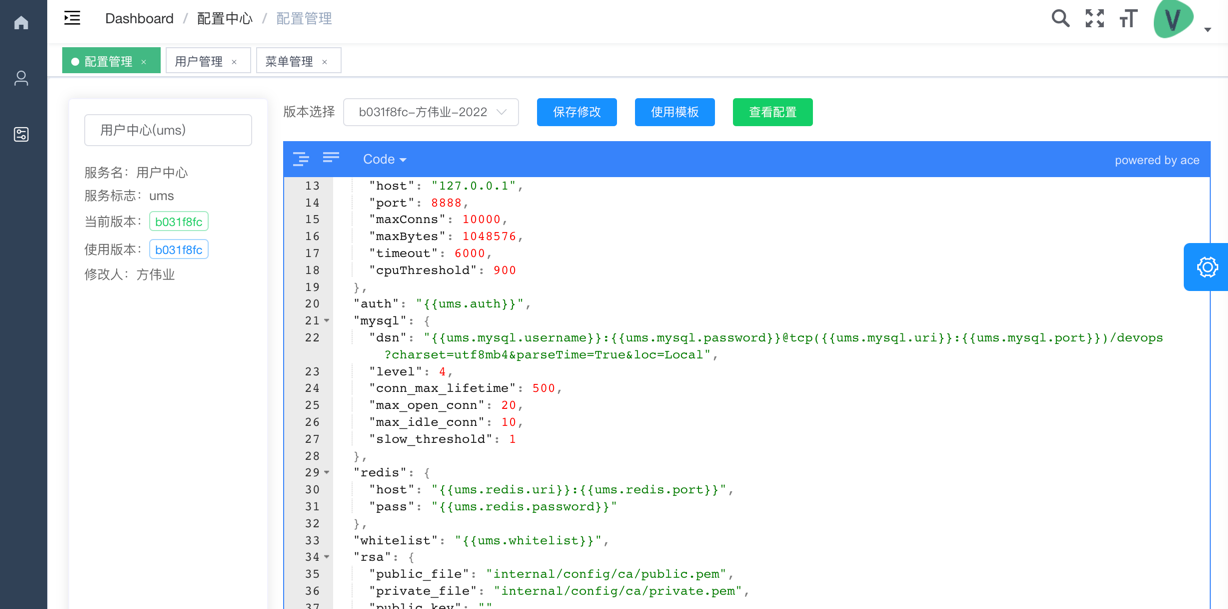 Dashboard / 配置中心 / 配置管理
V
配置管理 × 用户管理 × 菜单管理 ×
用户中心(ums)
服务名：用户中心
服务标志：ums
当前版本：b031f8fc
使用版本：b031f8fc
修改人：方伟业
版本选择 b031f8fc-方伟业-2022 保存修改 使用模板 查看配置
Code powered by ace
13 "host": "127.0.0.1",
14 "port": 8888,
15 "maxConns": 10000,
16 "maxBytes": 1048576,
17 "timeout": 6000,
18 "cpuThreshold": 900
19 },
20 "auth": "{{ums.auth}}",
21 "mysql": {
22 "dsn": "{{ums.mysql.username}}:{{ums.mysql.password}}@tcp({{ums.mysql.uri}}:{{ums.mysql.port}})/devops
?charset=utf8mb4&parseTime=True&loc=Local",
23 "level": 4,
24 "conn_max_lifetime": 500,
25 "max_open_conn": 20,
26 "max_idle_conn": 10,
27 "slow_threshold": 1
28 },
29 "redis": {
30 "host": "{{ums.redis.uri}}:{{ums.redis.port}}",
31 "pass": "{{ums.redis.password}}"
32 },
33 "whitelist": "{{ums.whitelist}}",
34 "rsa": {
35 "public_file": "internal/config/ca/public.pem",
36 "private_file": "internal/config/ca/private.pem",
37 "public_key": ""